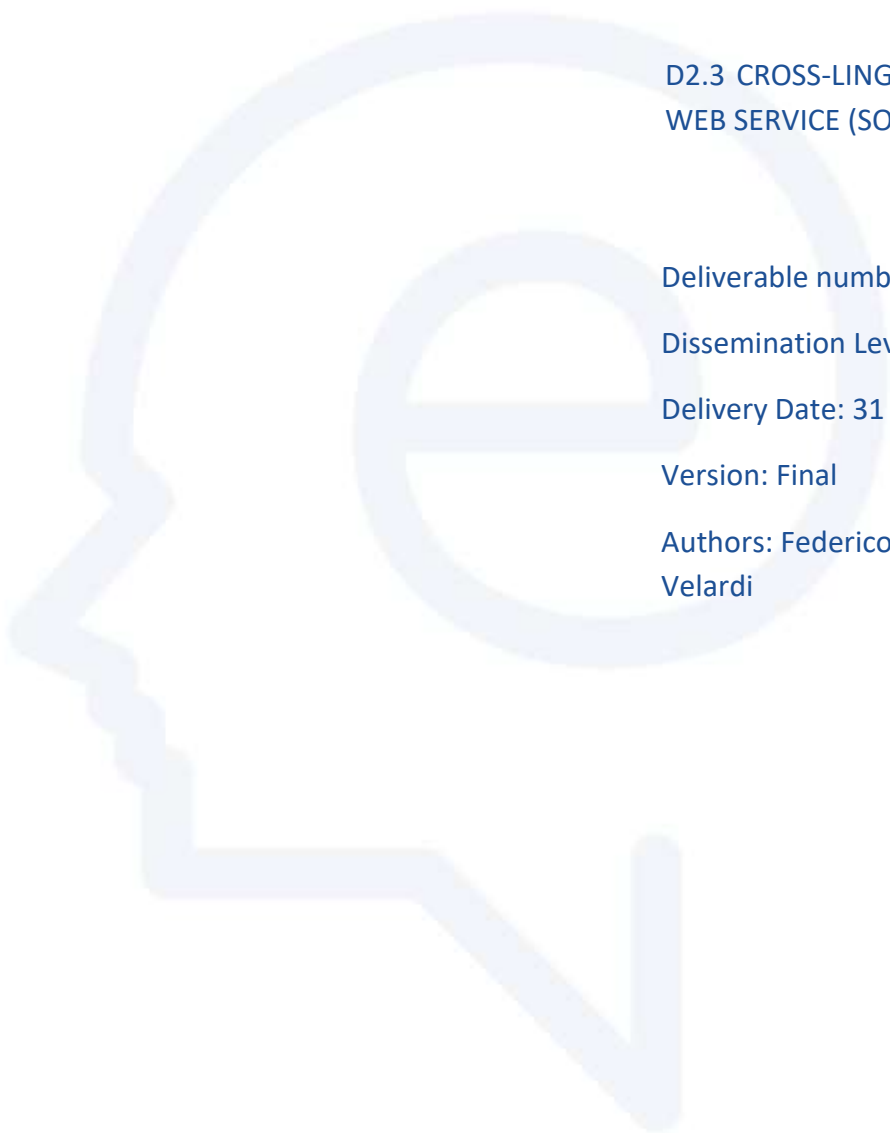 D2.3 CROSS-LING
WEB SERVICE (SO
Deliverable numb
Dissemination Lev
Delivery Date: 31
Version: Final
Authors: Federico
Velardi